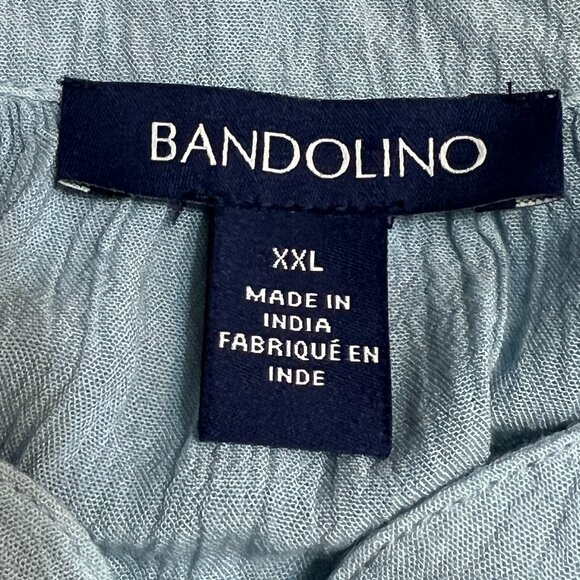 BANDOLINO
XXL
MADE IN
INDIA
FABRIQUÉ EN
INDE